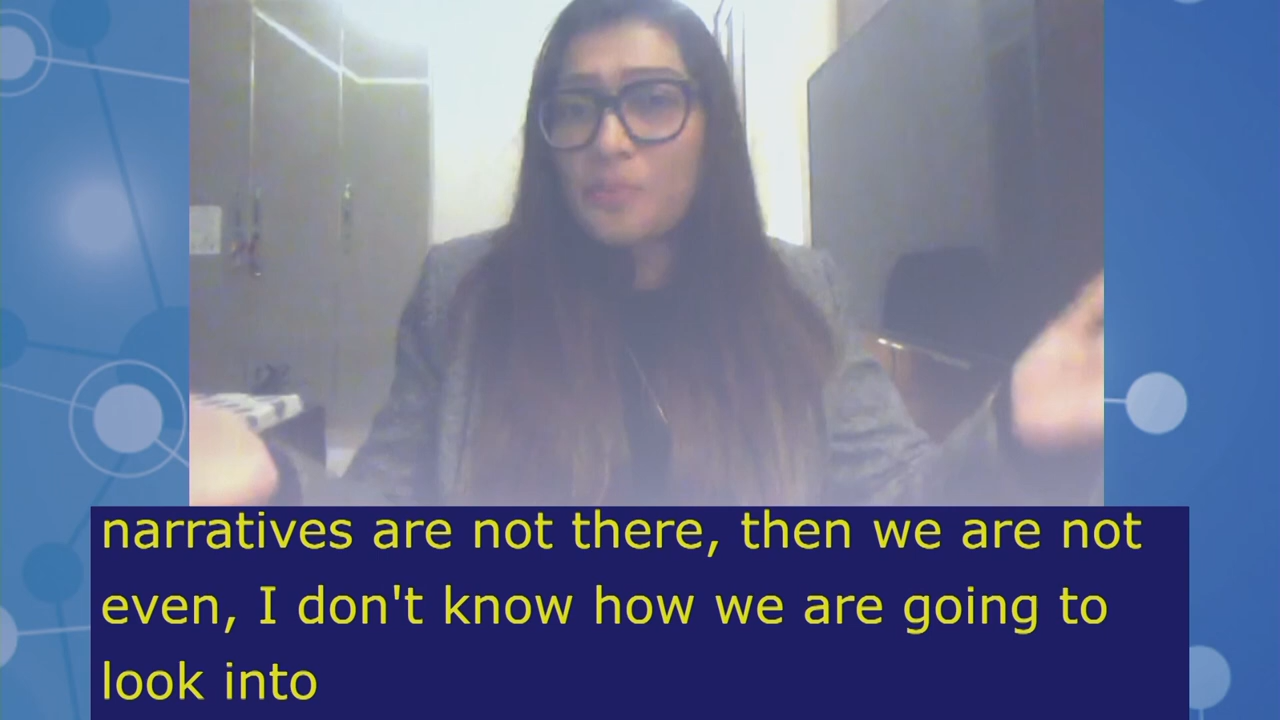 narratives are not there, then we are not
even, I don't know how we are going to
look into